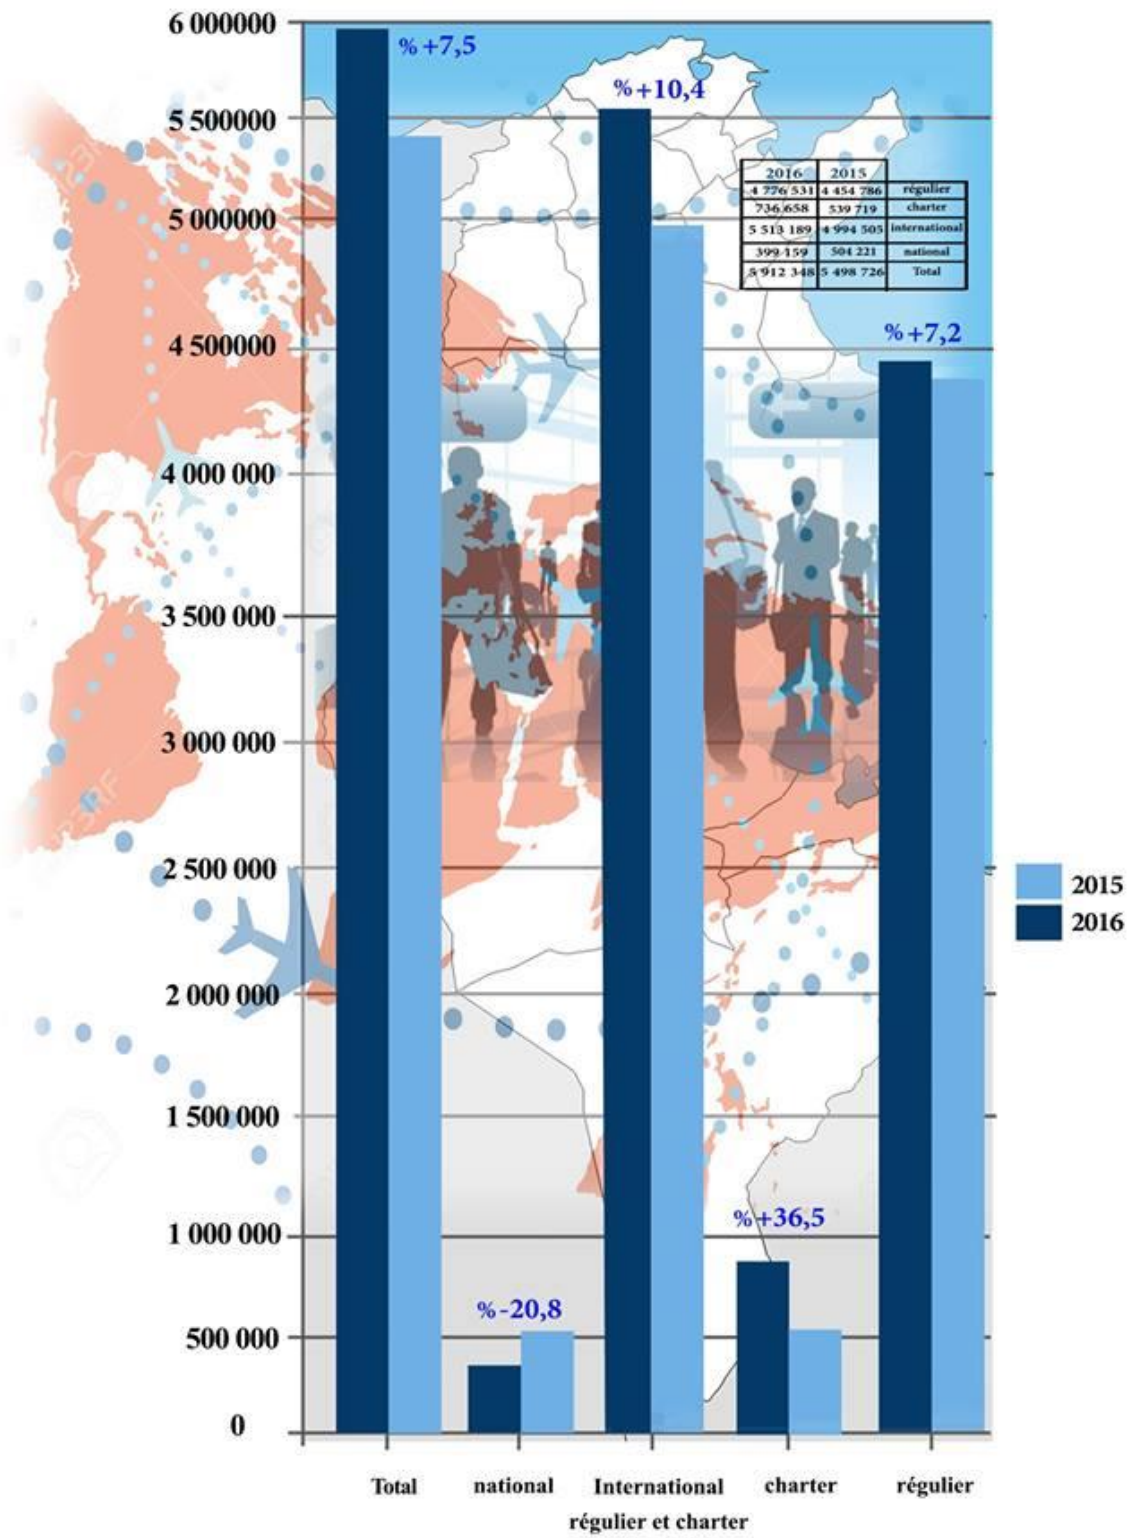 6 000000
% +7,5
% +10,4
5 500000
2016 2015
4 776 531 4 454 786 régulier
736 658 539 719 charter
5 513 189 4 994 505 international
399 159 504 221 national
5 912 348 5 498 726 Total
5 000000
% +7,2
4 500000
4 000 000
3 500 000
3 000 000
2 500 000
2015
2016
2 000 000
1 500 000
% +36,5
1 000 000
% -20,8
500 000
0
Total national International charter régulier
régulier et charter